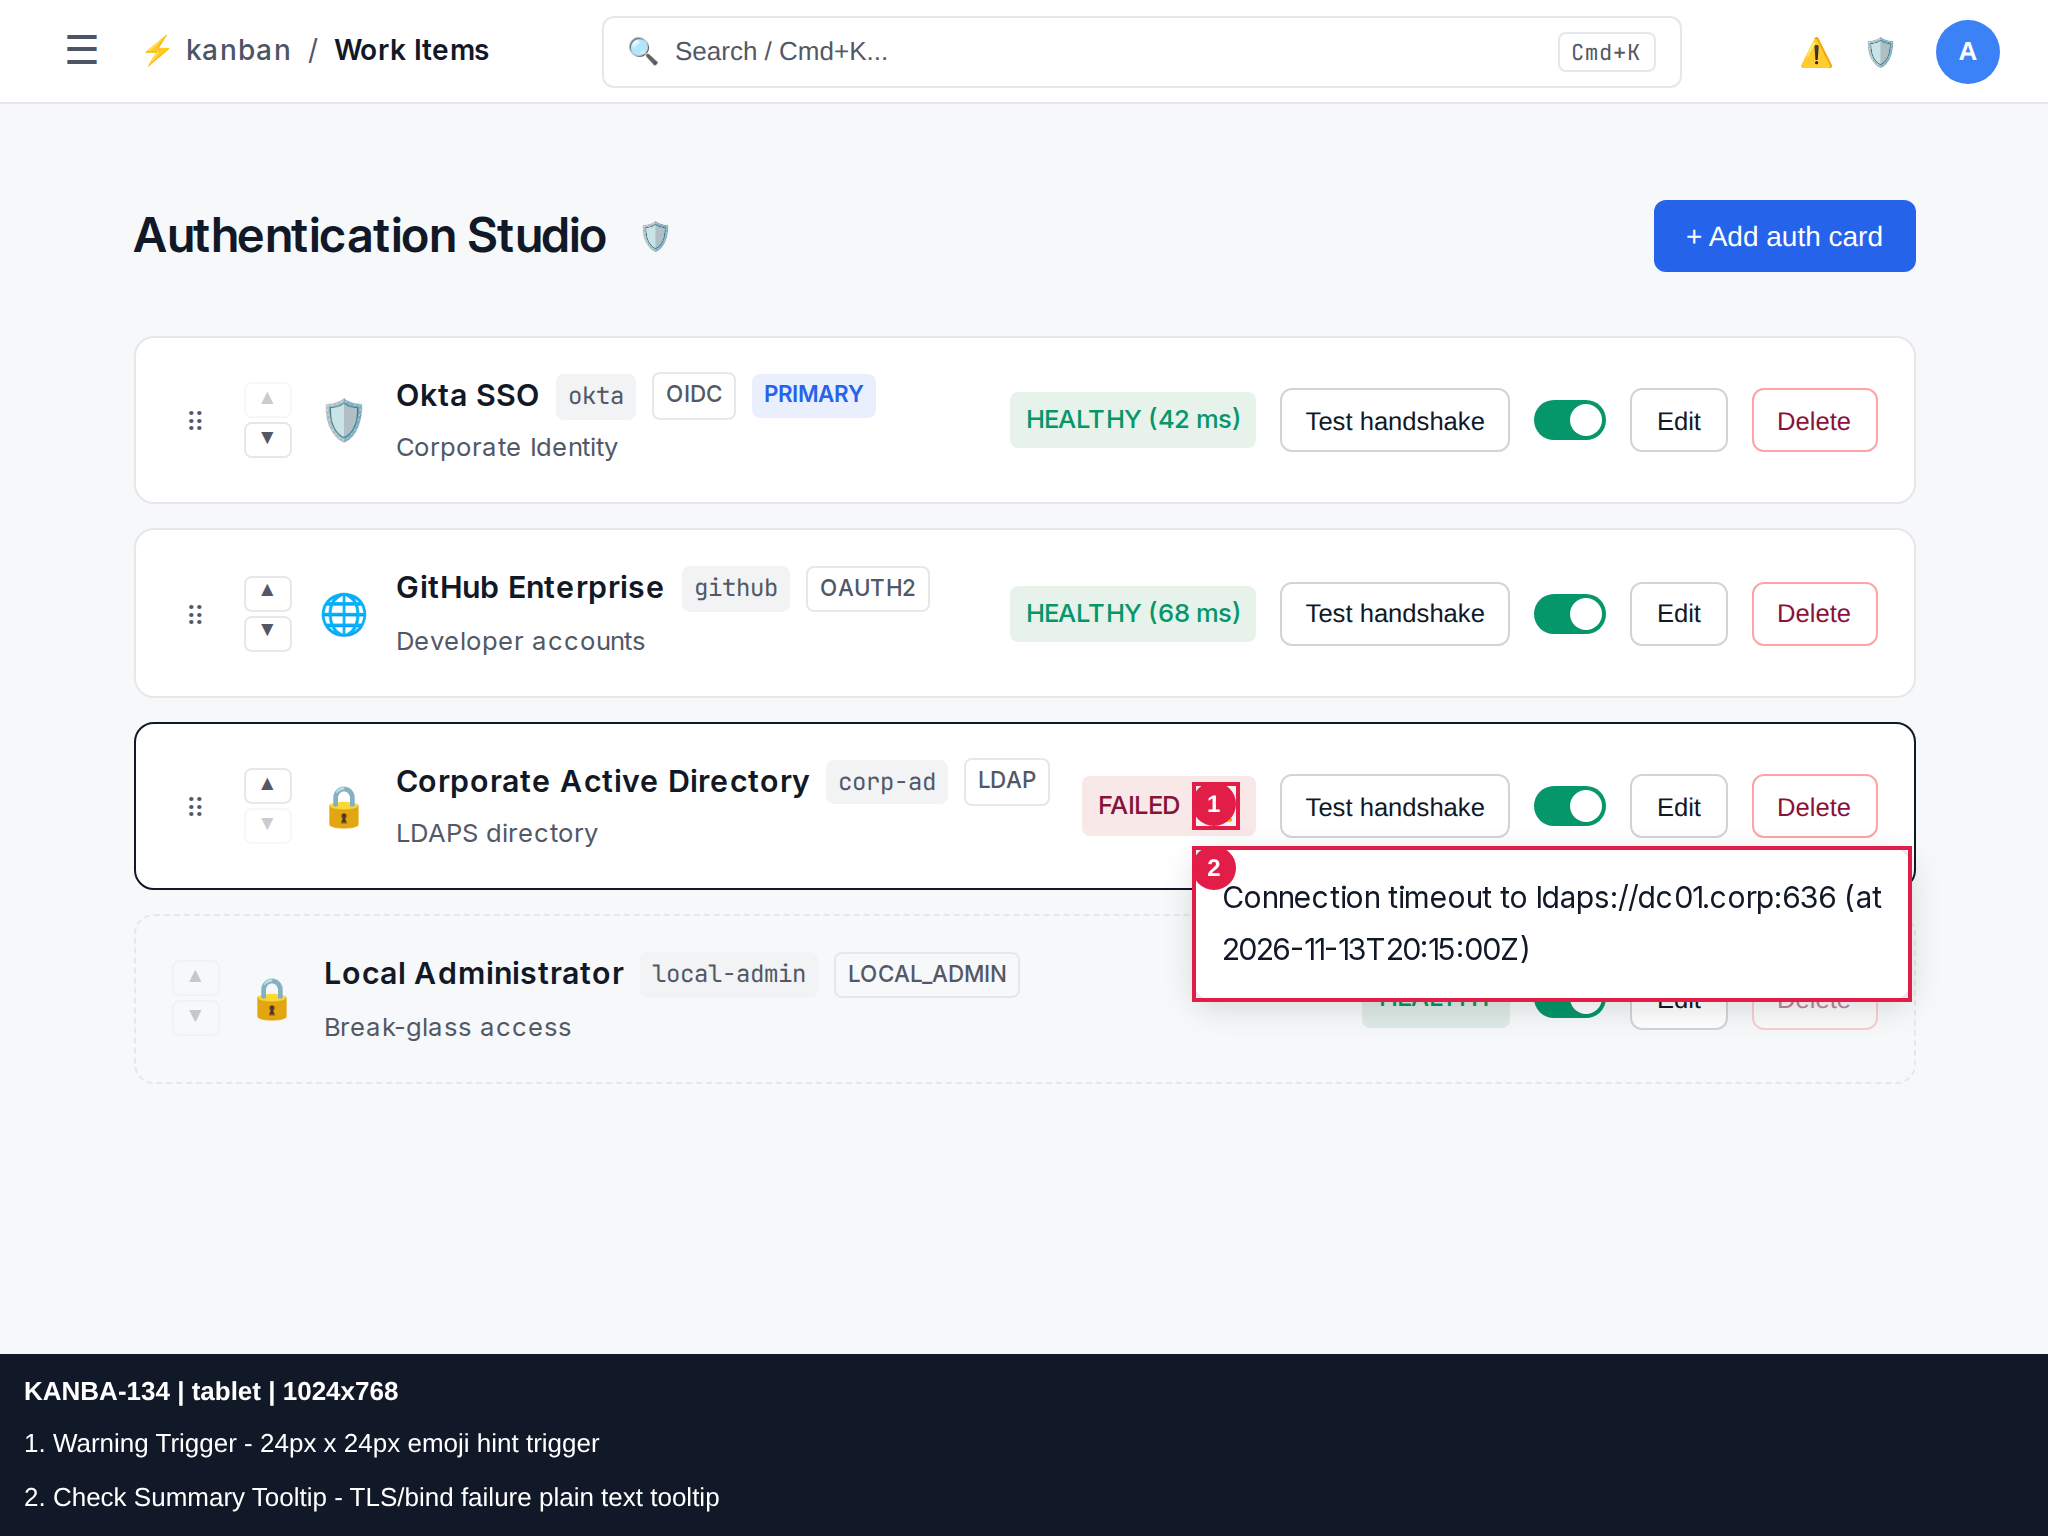 kanban / Work Items
Search / Cmd+K...
Cmd+K
A
Authentication Studio
+ Add auth card
Okta SSO okta OIDC PRIMARY
Corporate Identity
HEALTHY (42 ms) Test handshake Edit Delete
GitHub Enterprise github OAUTH2
Developer accounts
HEALTHY (68 ms) Test handshake Edit Delete
Corporate Active Directory corp-ad LDAP
LDAPS directory
FAILED 1 Test handshake Edit Delete
2
Connection timeout to ldaps://dc01.corp:636 (at
2026-11-13T20:15:00Z)
Local Administrator local-admin LOCAL_ADMIN
Break-glass access
HEALTHY Edit Delete
KANBA-134 | tablet | 1024x768
1. Warning Trigger - 24px x 24px emoji hint trigger
2. Check Summary Tooltip - TLS/bind failure plain text tooltip